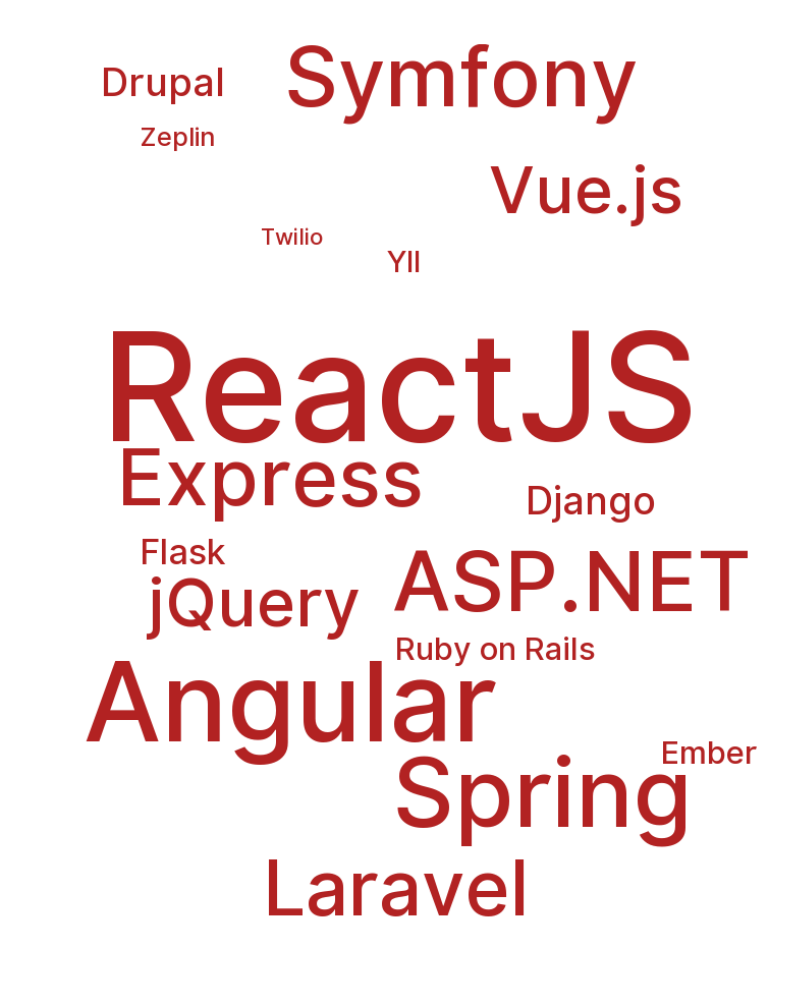 Drupal
Symfony
Zeplin
Vue.js
Twilio
YII
ReactJS
Express
Django
Flask
ASP.NET
jQuery
Ruby on Rails
Angular
Ember
Spring
Laravel